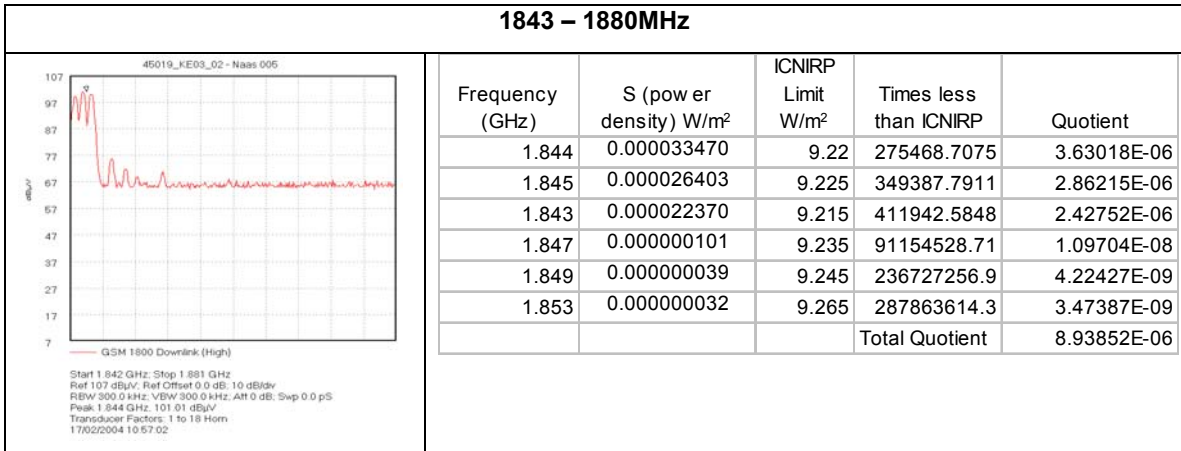 1843 – 1880MHz
45019_KE03_02 - Naas 005
107
97
87
77
67
57
47
37
27
17
7
dBµV
GSM 1800 Downlink (High)
Start 1.842 GHz; Stop 1.881 GHz
Ref 107 dBµV; Ref Offset 0.0 dB; 10 dB/div
RBW 300.0 kHz; VBW 300.0 kHz; Att 0 dB; Swp 0.0 pS
Peak 1.844 GHz, 101.01 dBµV
Transducer Factors: 1 to 18 Horn
17/02/2004 10:57:02
Frequency (GHz) S (pow er density) W/m² ICNIRP Limit W/m² Times less than ICNIRP Quotient
1.844 0.000033470 9.22 275468.7075 3.63018E-06
1.845 0.000026403 9.225 349387.7911 2.86215E-06
1.843 0.000022370 9.215 411942.5848 2.42752E-06
1.847 0.000000101 9.235 91154528.71 1.09704E-08
1.849 0.000000039 9.245 236727256.9 4.22427E-09
1.853 0.000000032 9.265 287863614.3 3.47387E-09
Total Quotient 8.93852E-06